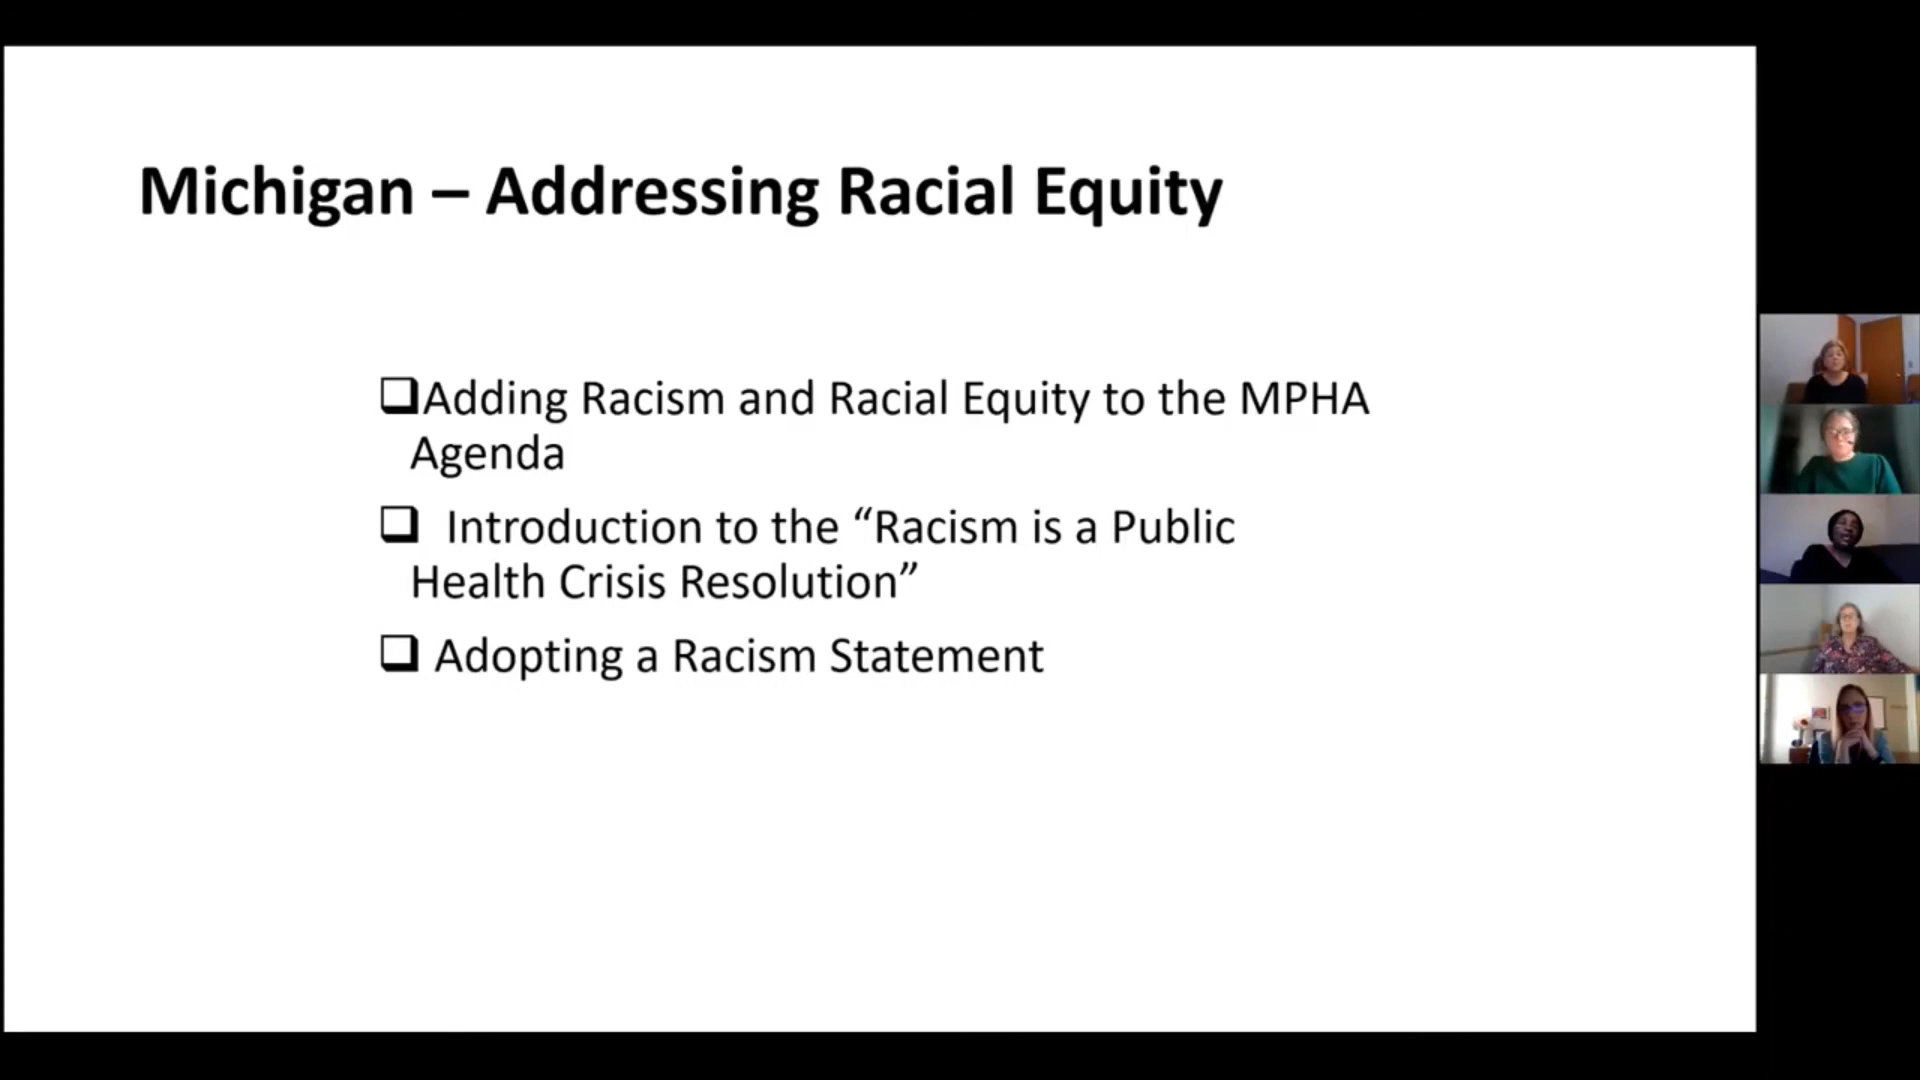 Michigan – Addressing Racial Equity
❑Adding Racism and Racial Equity to the MPHA
Agenda
❑ Introduction to the “Racism is a Public
Health Crisis Resolution”
❑ Adopting a Racism Statement